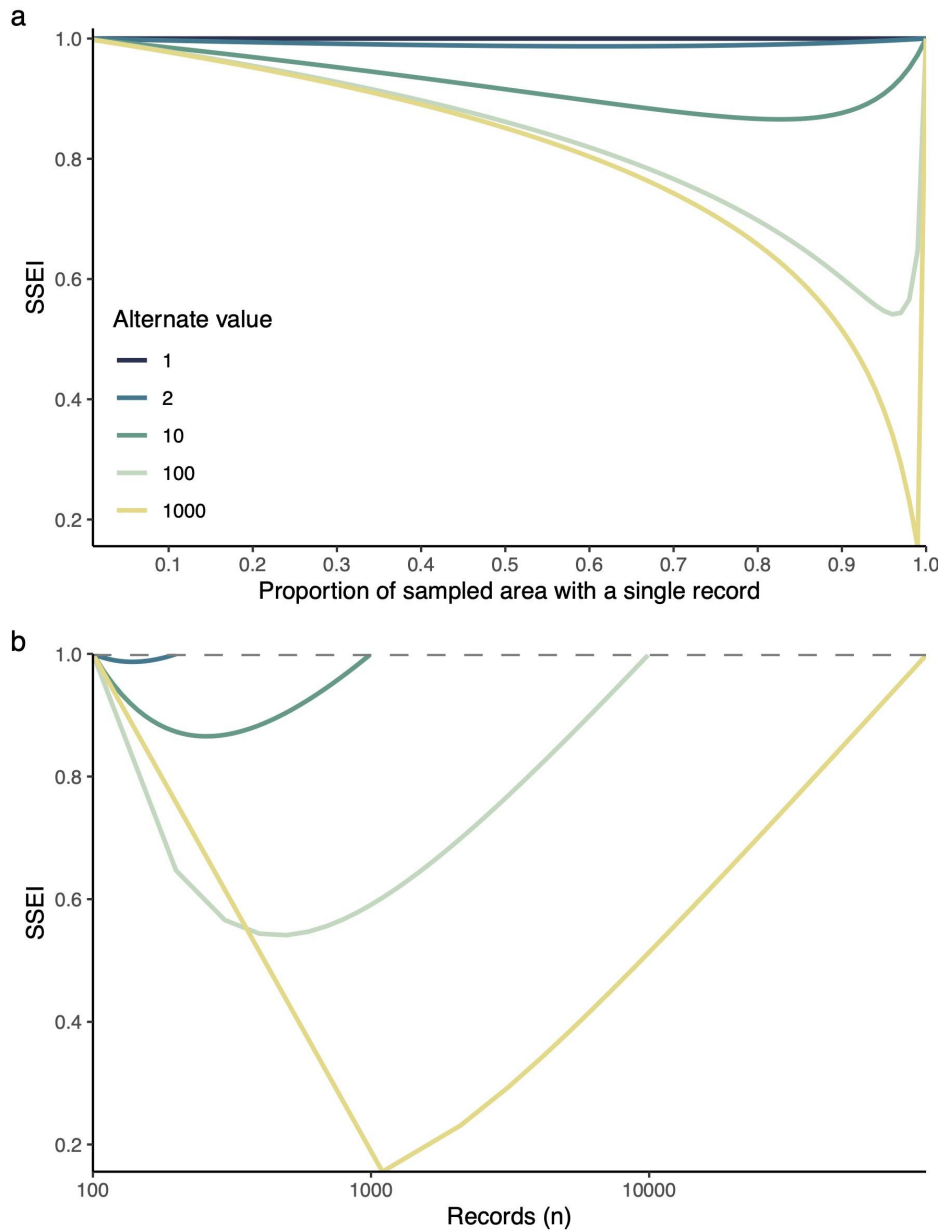 a
1.0
0.8
0.6
0.4
0.2
SSEI
Alternate value
1
2
10
100
1000
0.1 0.2 0.3 0.4 0.5 0.6 0.7 0.8 0.9 1.0
Proportion of sampled area with a single record
b
1.0
0.8
0.6
0.4
0.2
SSEI
100 1000 10000
Records (n)